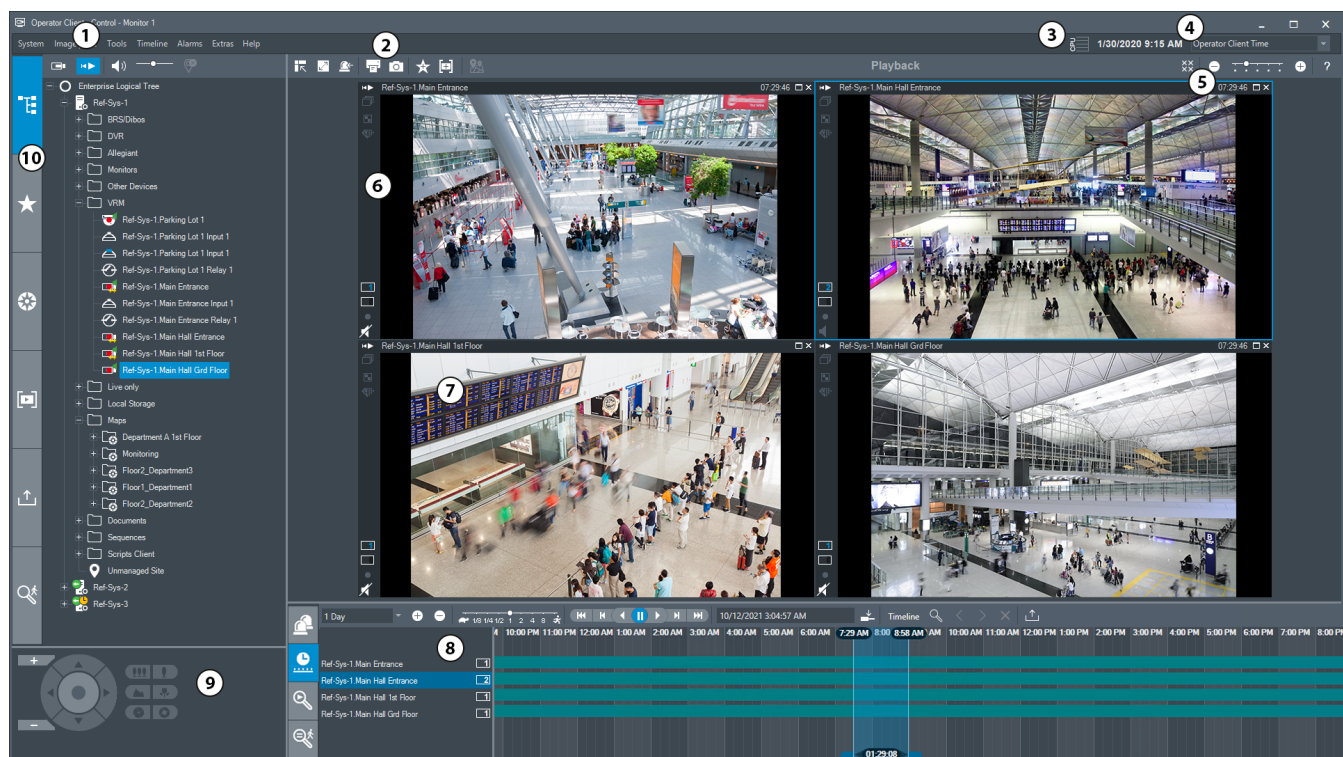 Operator Client - Control - Monitor 1
1
2
3
4
System Image Tools Timeline Alarms Extras Help
1/30/2020 9:15 AM Operator Client Time
Playback
?
5
Enterprise Logical Tree
Ref-Sys-1
BRS/Dibos
DVR
Allegiant
Monitors
Other Devices
VRM
Ref-Sys-1.Parking Lot 1
Ref-Sys-1.Parking Lot 1 Input 1
Ref-Sys-1.Parking Lot 1 Input 1
Ref-Sys-1.Parking Lot 1 Relay 1
Ref-Sys-1.Main Entrance
Ref-Sys-1.Main Entrance Input 1
Ref-Sys-1.Main Entrance Relay 1
Ref-Sys-1.Main Hall Entrance
Ref-Sys-1.Main Hall 1st Floor
Ref-Sys-1.Main Hall Grd Floor
Live only
Local Storage
Maps
Department A 1st Floor
Monitoring
Floor2_Department3
Floor1_Department1
Floor2_Department2
Documents
Sequences
Scripts Client
Unmanaged Site
Ref-Sys-2
Ref-Sys-3
10
Ref-Sys-1.Main Entrance 07:29:46
6
1
Ref-Sys-1.Main Hall Entrance 07:29:46
2
Ref-Sys-1.Main Hall 1st Floor
7
1
Ref-Sys-1.Main Hall Grd Floor 07:29:46
1
B
9
1 Day
1/8 1/4 1/2 1 2 4 8
10/12/2021 3:04:57 AM
Timeline
8
4 10:00 PM 11:00 PM 12:00 AM 1:00 AM 2:00 AM 3:00 AM 4:00 AM 5:00 AM 6:00 AM 7:29 AM 8:00 8:58 AM AM 10:00 AM 11:00 AM 12:00 PM 1:00 PM 2:00 PM 3:00 PM 4:00 PM 5:00 PM 6:00 PM 7:00 PM 8:00 P
Ref-Sys-1.Main Entrance 1
Ref-Sys-1.Main Hall Entrance 2
Ref-Sys-1.Main Hall 1st Floor 1
Ref-Sys-1.Main Hall Grd Floor 1
01:29:08